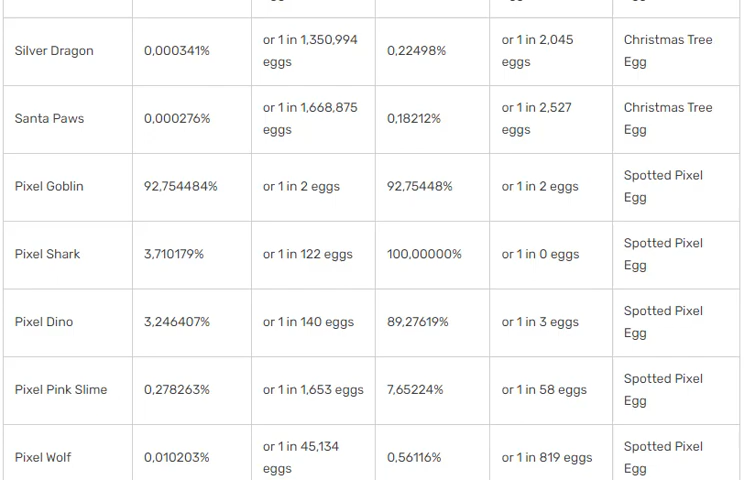 Silver Dragon
0,000341%
or 1 in 1,350,994
eggs
0,22498%
or 1 in 2,045
eggs
Christmas Tree
Egg
Santa Paws
0,000276%
or 1 in 1,668,875
eggs
0,18212%
or 1 in 2,527
eggs
Christmas Tree
Egg
Pixel Goblin
92,754484%
or 1 in 2 eggs
92,75448%
or 1 in 2 eggs
Spotted Pixel
Egg
Pixel Shark
3,710179%
or 1 in 122 eggs
100,00000%
or 1 in 0 eggs
Spotted Pixel
Egg
Pixel Dino
3,246407%
or 1 in 140 eggs
89,27619%
or 1 in 3 eggs
Spotted Pixel
Egg
Pixel Pink Slime
0,278263%
or 1 in 1,653 eggs
7,65224%
or 1 in 58 eggs
Spotted Pixel
Egg
Pixel Wolf
0,010203%
or 1 in 45,134
eggs
0,56116%
or 1 in 819 eggs
Spotted Pixel
Egg